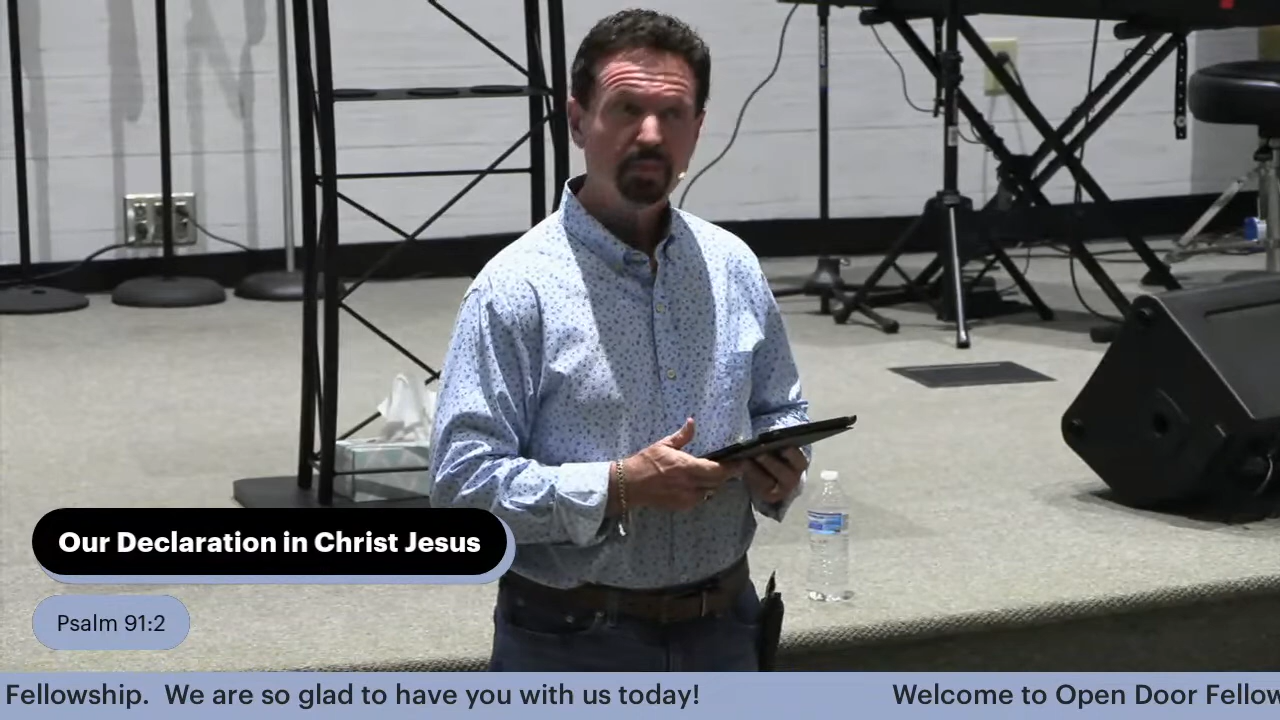 Our Declaration in Christ Jesus
Psalm 91:2
Fellowship. We are so glad to have you with us today!
Welcome to Open Door Fellow